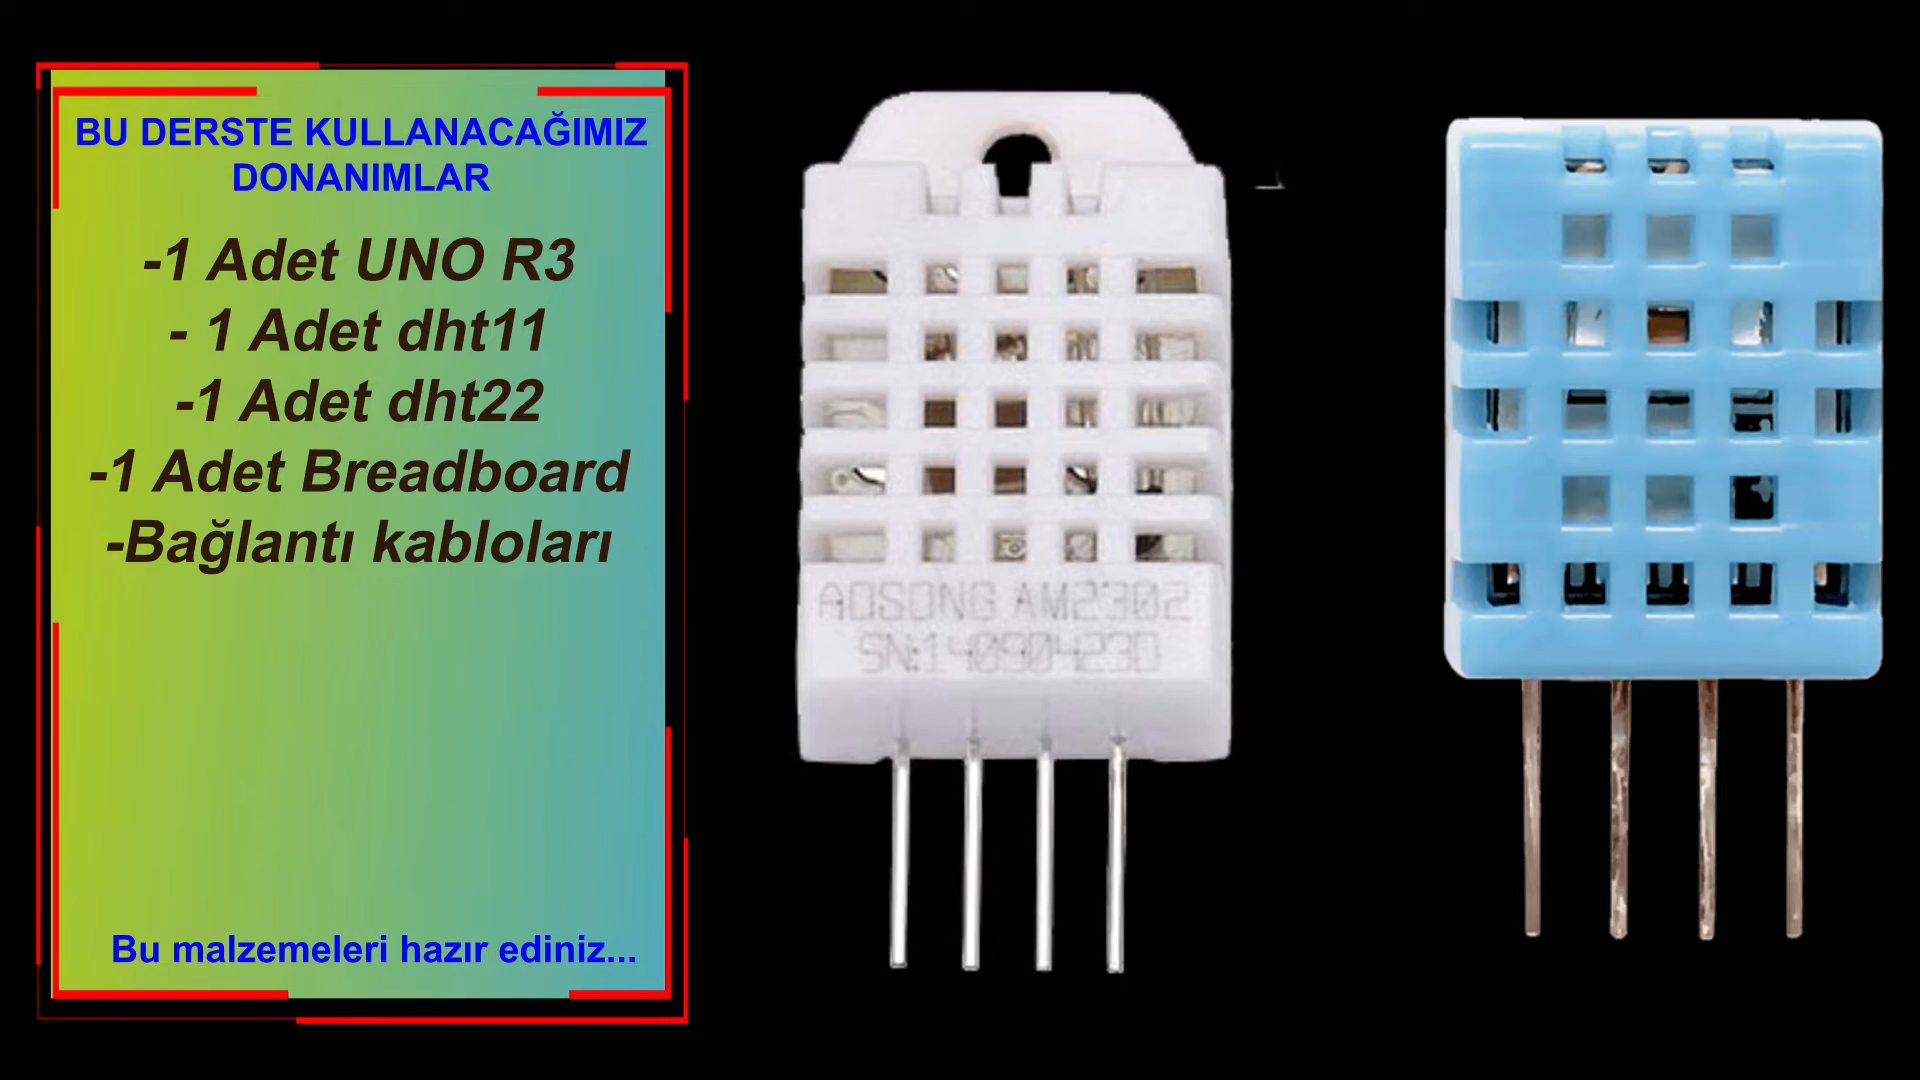 BU DERSTE KULLANACAĞIMIZ
DONANIMLAR
-1 Adet UNO R3
- 1 Adet dht11
-1 Adet dht22
-1 Adet Breadboard
-Bağlantı kabloları
Bu malzemeleri hazır ediniz...
AOSONG AM2302
SN:140904230